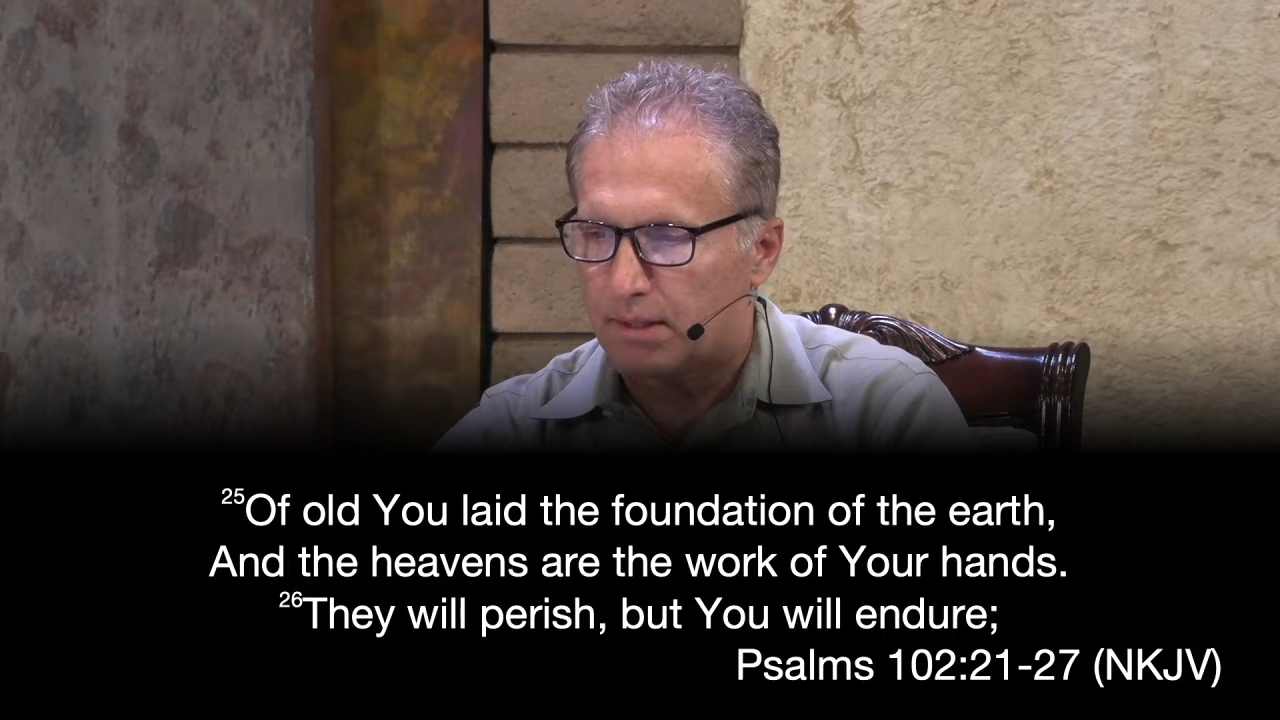 25Of old You laid the foundation of the earth,
And the heavens are the work of Your hands.
26They will perish, but You will endure;
Psalms 102:21-27 (NKJV)